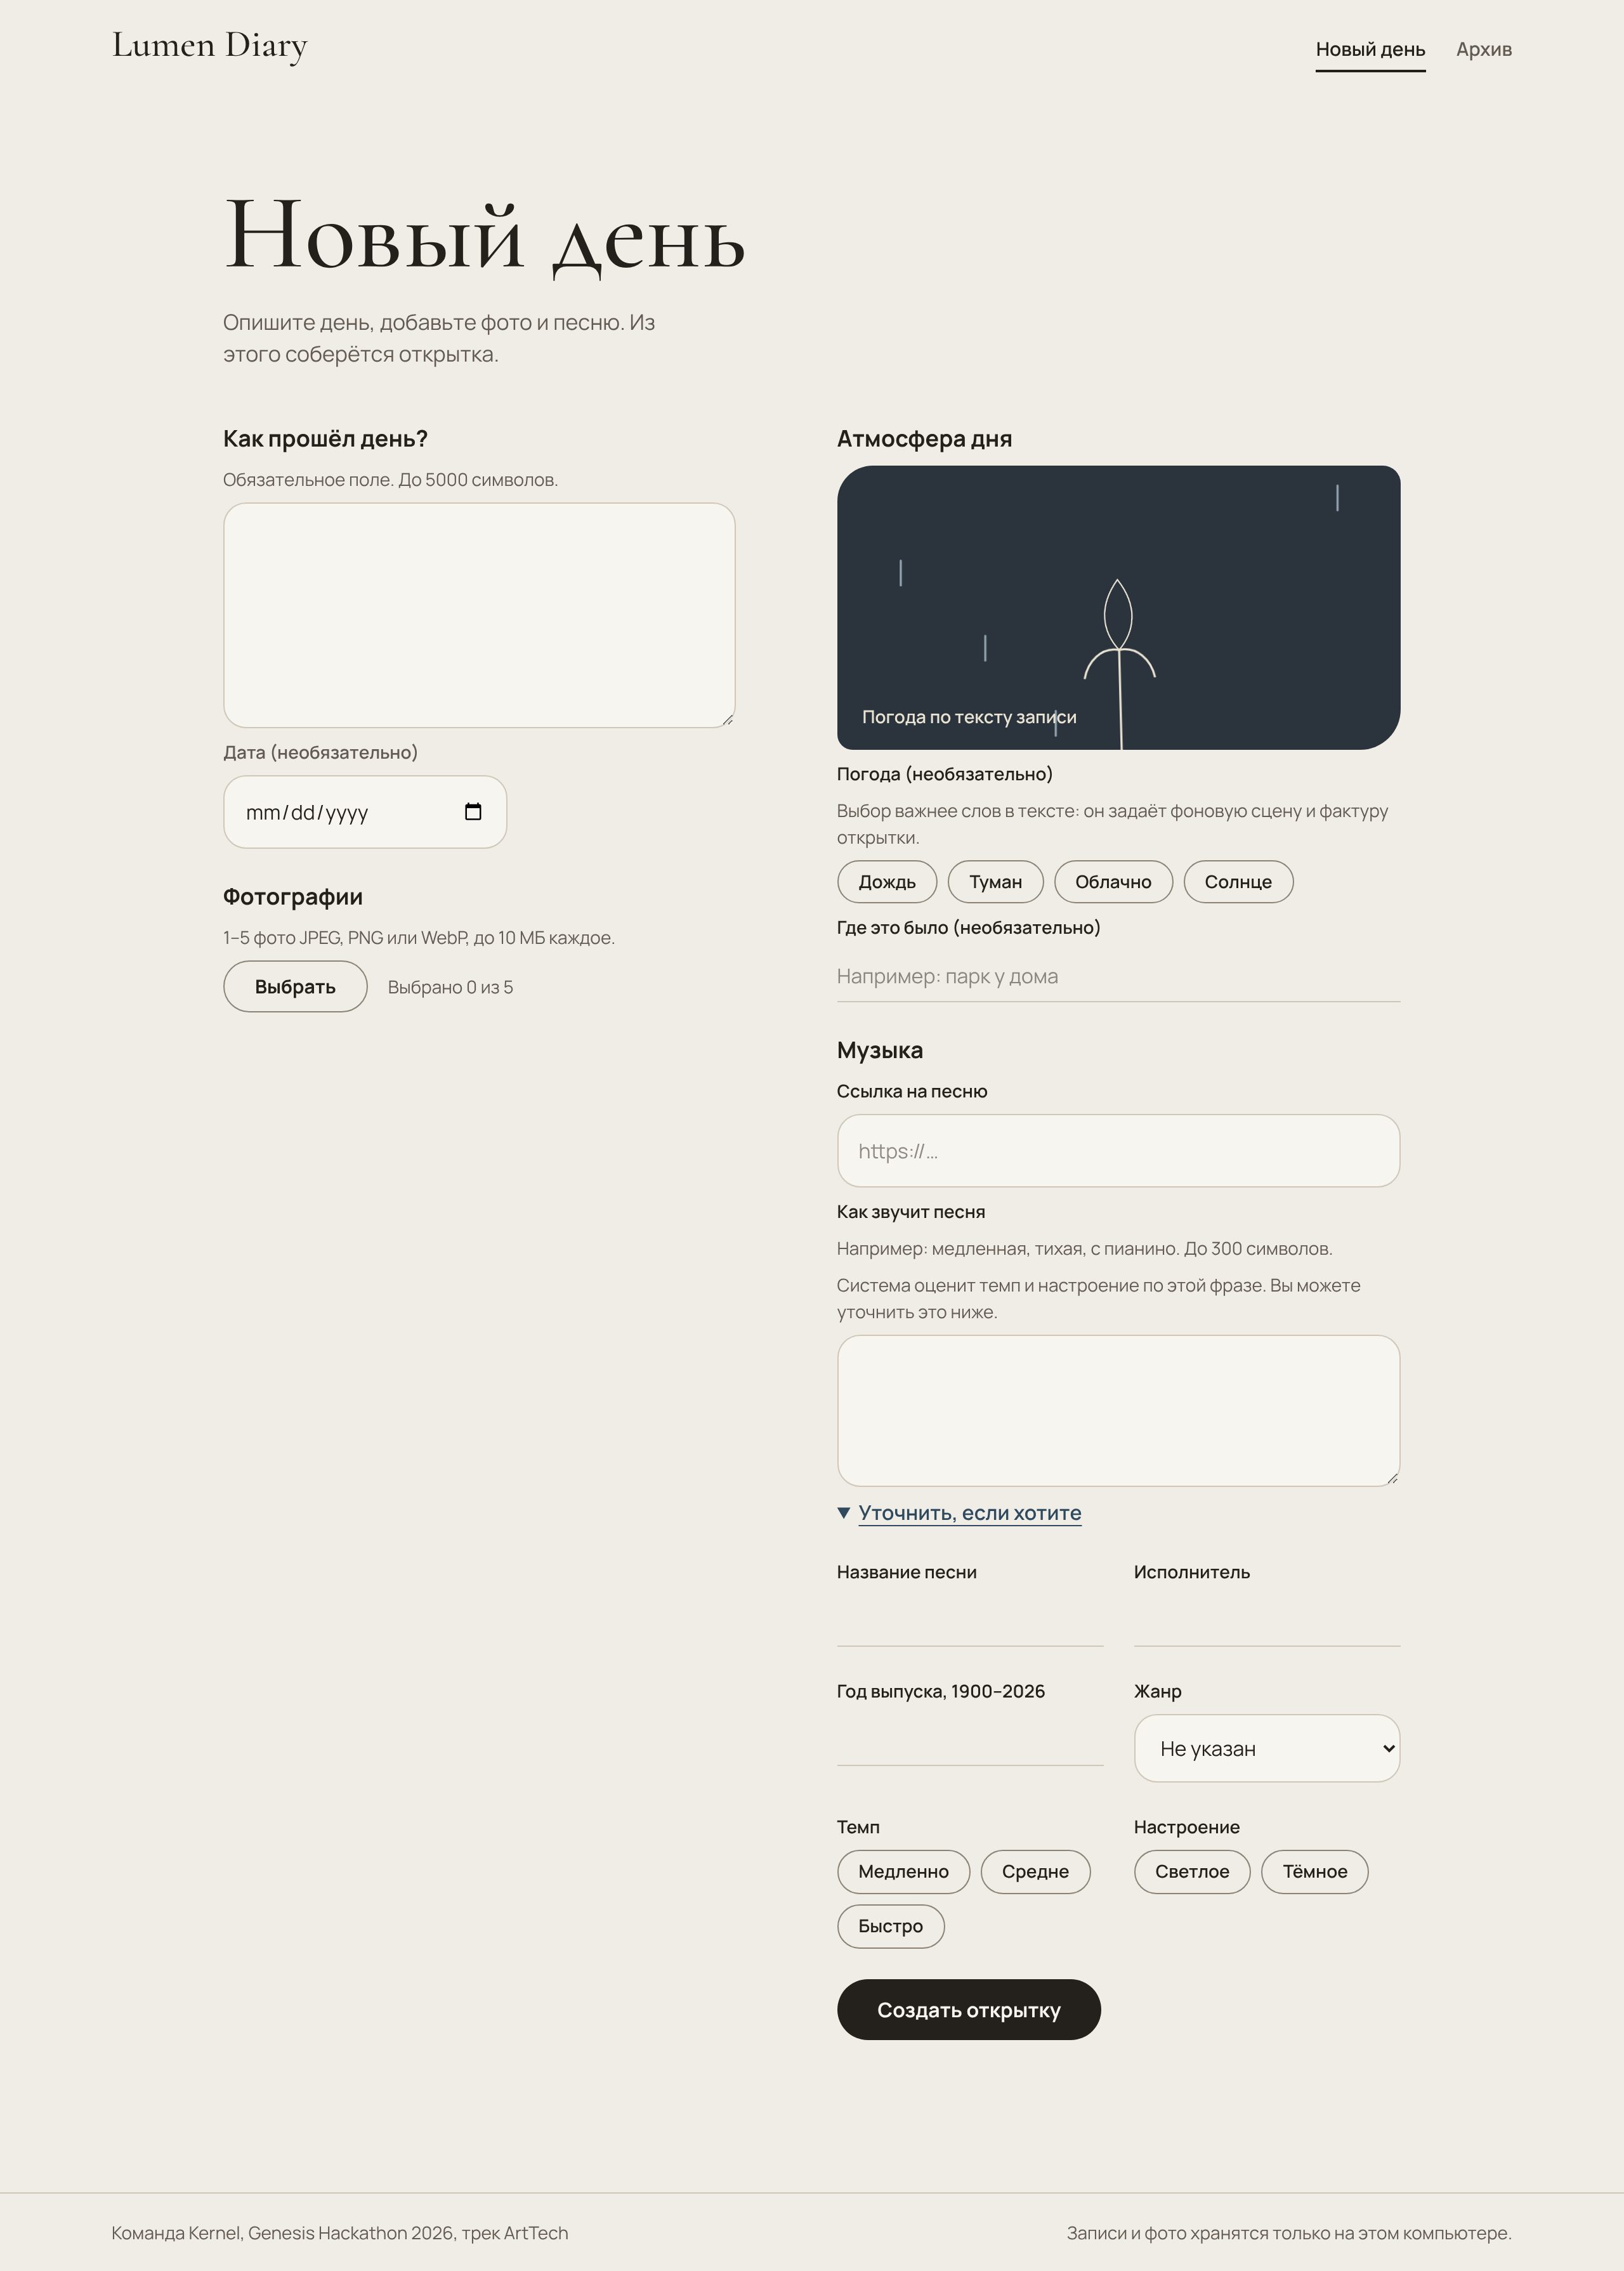 Lumen Diary
Новый день
Архив
Новый день
Опишите день, добавьте фото и песню. Из
этого соберётся открытка.
Как прошёл день?
Обязательное поле. До 5000 символов.
Дата (необязательно)
mm/dd/yyyy
Фотографии
1–5 фото JPEG, PNG или WebP, до 10 МБ каждое.
Выбрать
Выбрано 0 из 5
Атмосфера дня
Погода по тексту записи
Погода (необязательно)
Выбор важнее слов в тексте: он задаёт фоновую сцену и фактуру
открытки.
Дождь
Туман
Облачно
Солнце
Где это было (необязательно)
Например: парк у дома
Музыка
Ссылка на песню
https://…
Как звучит песня
Например: медленная, тихая, с пианино. До 300 символов.
Система оценит темп и настроение по этой фразе. Вы можете
уточнить это ниже.
Уточнить, если хотите
Название песни
Исполнитель
Год выпуска, 1900–2026
Жанр
Не указан
Темп
Медленно
Средне
Быстро
Настроение
Светлое
Тёмное
Создать открытку
Команда Kernel, Genesis Hackathon 2026, трек ArtTech
Записи и фото хранятся только на этом компьютере.